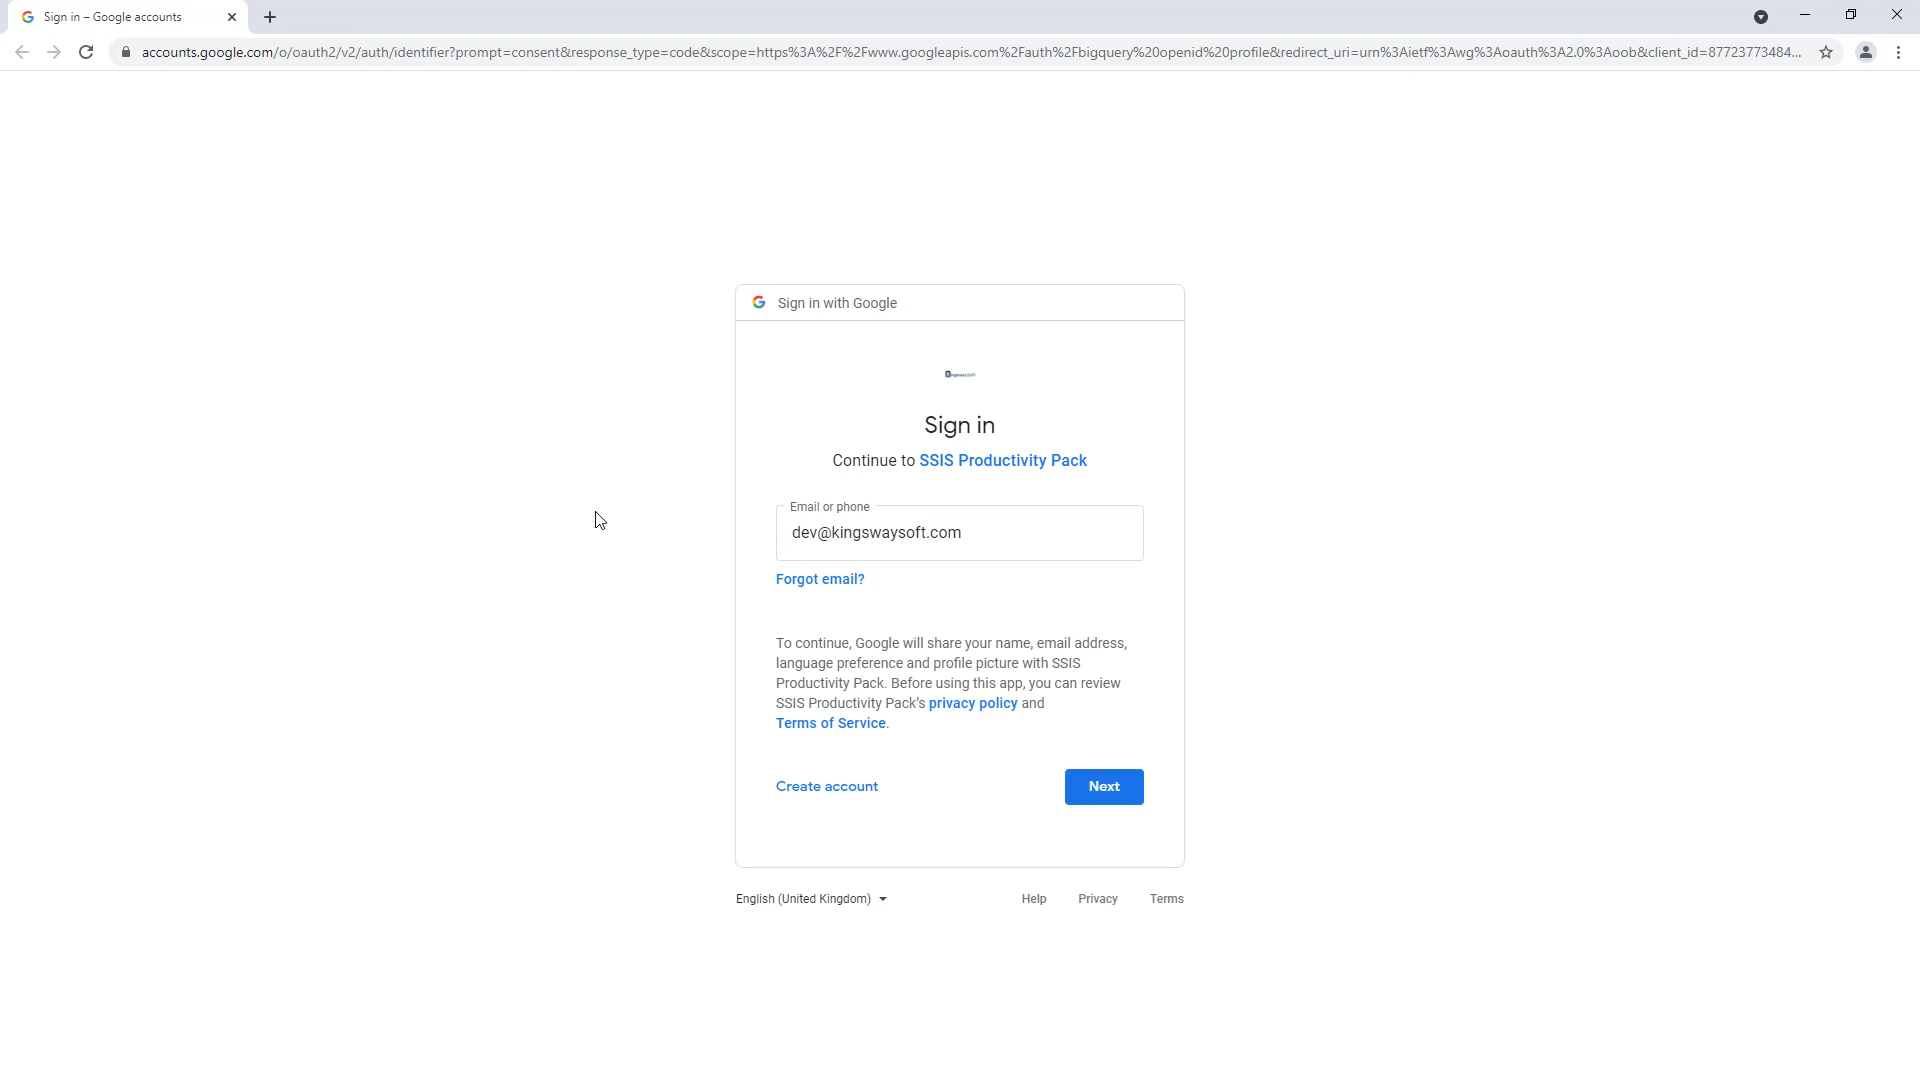 Sign in – Google accounts
accounts.google.com/o/oauth2/v2/auth/identifier?prompt=consent&response_type=code&scope=https%3A%2F%2Fwww.googleapis.com%2Fauth%2Fbigquery%20openid%20profile&redirect_uri=urn%3Aietf%3Awg%3Aoauth%3A2.0%3Aoob&client_id=87723773484...
Sign in with Google
KingswaySoft
Sign in
Continue to SSIS Productivity Pack
Email or phone
dev@kingswaysoft.com
Forgot email?
To continue, Google will share your name, email address,
language preference and profile picture with SSIS
Productivity Pack. Before using this app, you can review
SSIS Productivity Pack’s privacy policy and
Terms of Service.
Create account
Next
English (United Kingdom)
Help
Privacy
Terms